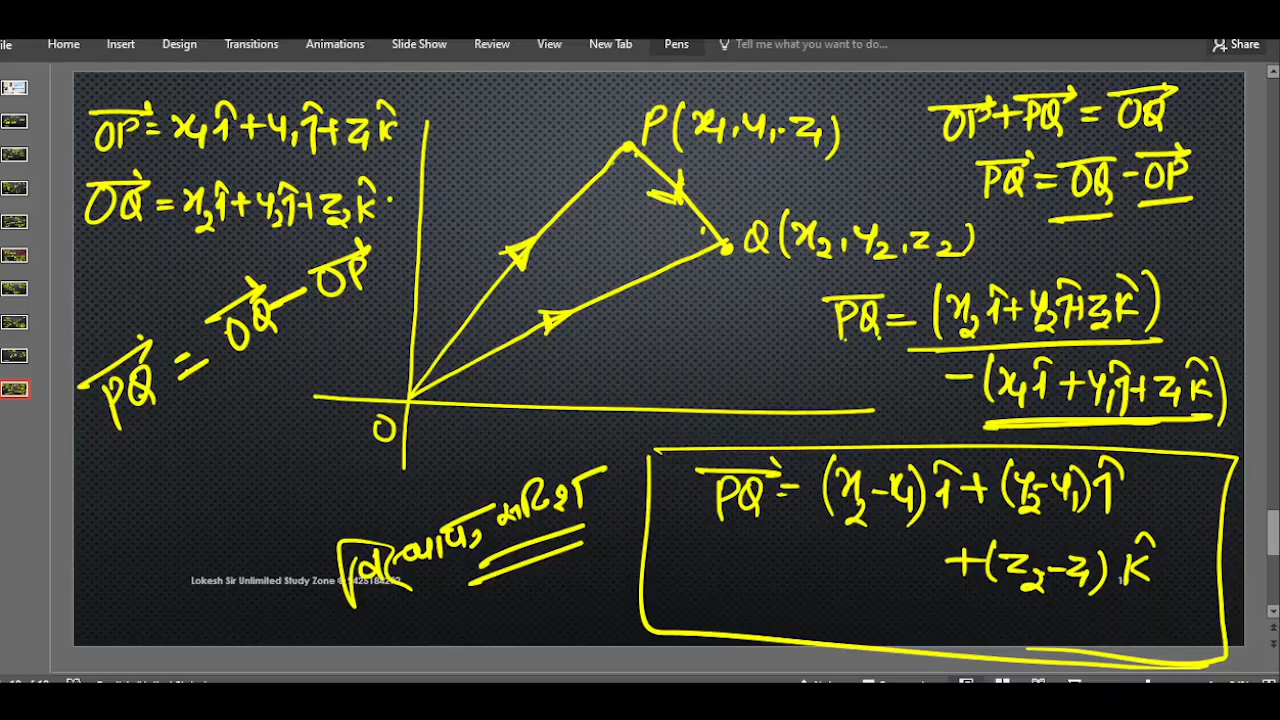 File Home Insert Design Transitions Animations Slide Show Review View New Tab Pens Tell me what you want to do... Share
OP = x₁î + y₁ĵ + z₁k̂
OQ = x₂î + y₂ĵ + z₂k̂
PQ = OQ - OP
P(x₁, y₁, z₁)
Q(x₂, y₂, z₂)
O
OP + PQ = OQ
PQ = OQ - OP
PQ = (x₂î + y₂ĵ + z₂k̂)
-(x₁î + y₁ĵ + z₁k̂)
PQ = (x₂-x₁)î + (y₂-y₁)ĵ
+(z₂-z₁)k̂
सदिश
Lokesh Sir Unlimited Study Zone